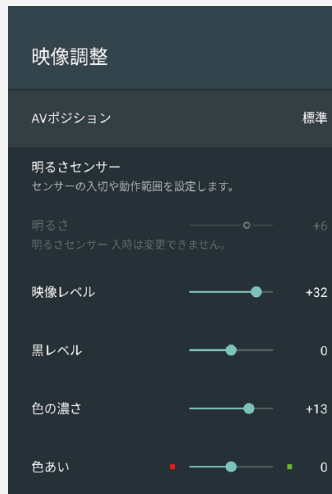 映像調整
AVポジション 標準
明るさセンサー
センサーの入切や動作範囲を設定します。
明るさ +6
明るさセンサー 入時は変更できません。
映像レベル +32
黒レベル 0
色の濃さ +13
色あい 0